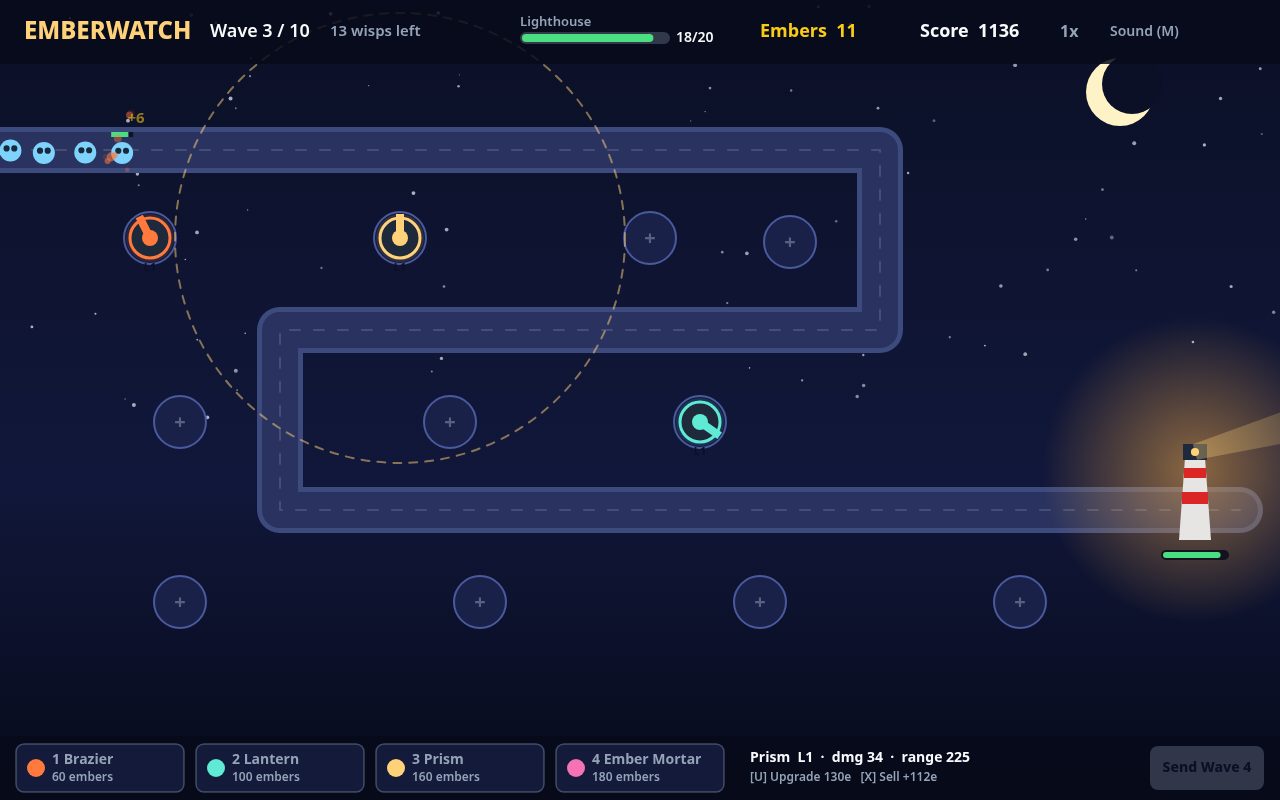 EMBERWATCH
Wave 3 / 10
13 wisps left
Lighthouse
18/20
Embers 11
Score 1136
1x
Sound (M)
+6
+
+
+
+
+
+
+
+
1 Brazier
60 embers
2 Lantern
100 embers
3 Prism
160 embers
4 Ember Mortar
180 embers
Prism L1 · dmg 34 · range 225
[U] Upgrade 130e [X] Sell +112e
Send Wave 4